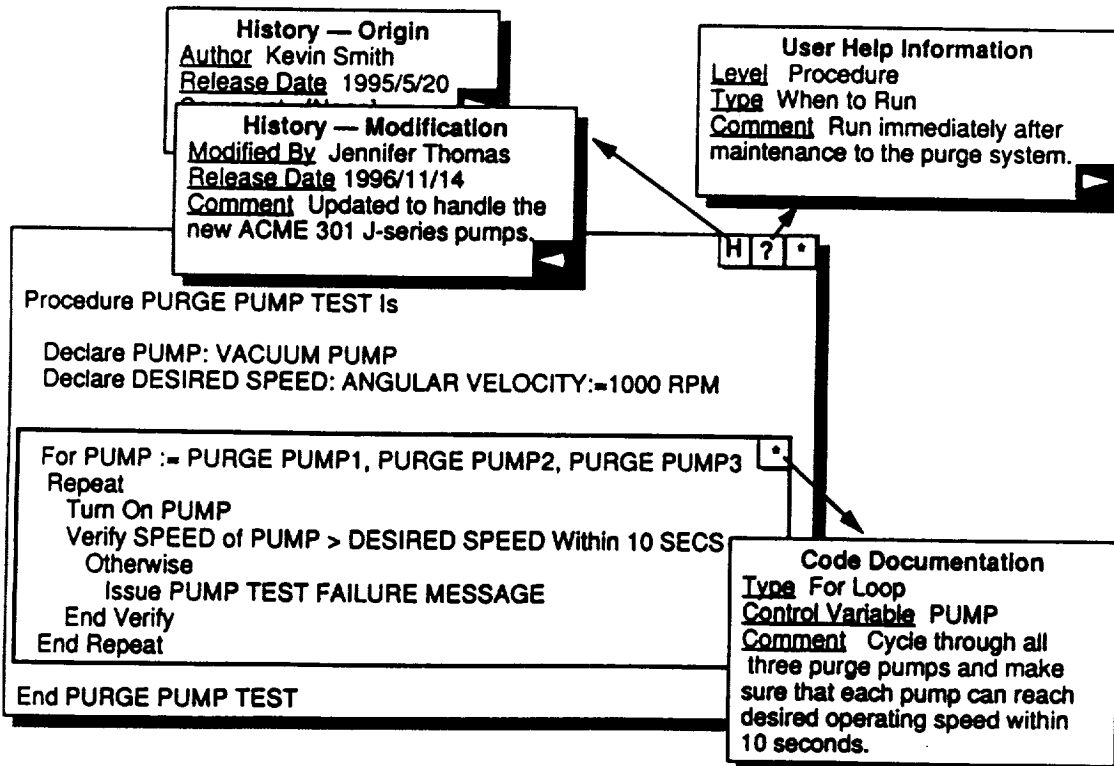 History — Origin
Author Kevin Smith
Release Date 1995/5/20
History — Modification
Modified By Jennifer Thomas
Release Date 1996/11/14
Comment Updated to handle the
new ACME 301 J-series pumps.
User Help Information
Level Procedure
Type When to Run
Comment Run immediately after
maintenance to the purge system.
H ? *
Procedure PURGE PUMP TEST Is
Declare PUMP: VACUUM PUMP
Declare DESIRED SPEED: ANGULAR VELOCITY:=1000 RPM
For PUMP := PURGE PUMP1, PURGE PUMP2, PURGE PUMP3
*
Repeat
Turn On PUMP
Verify SPEED of PUMP > DESIRED SPEED Within 10 SECS
Otherwise
Issue PUMP TEST FAILURE MESSAGE
End Verify
End Repeat
End PURGE PUMP TEST
Code Documentation
Type For Loop
Control Variable PUMP
Comment Cycle through all
three purge pumps and make
sure that each pump can reach
desired operating speed within
10 seconds.